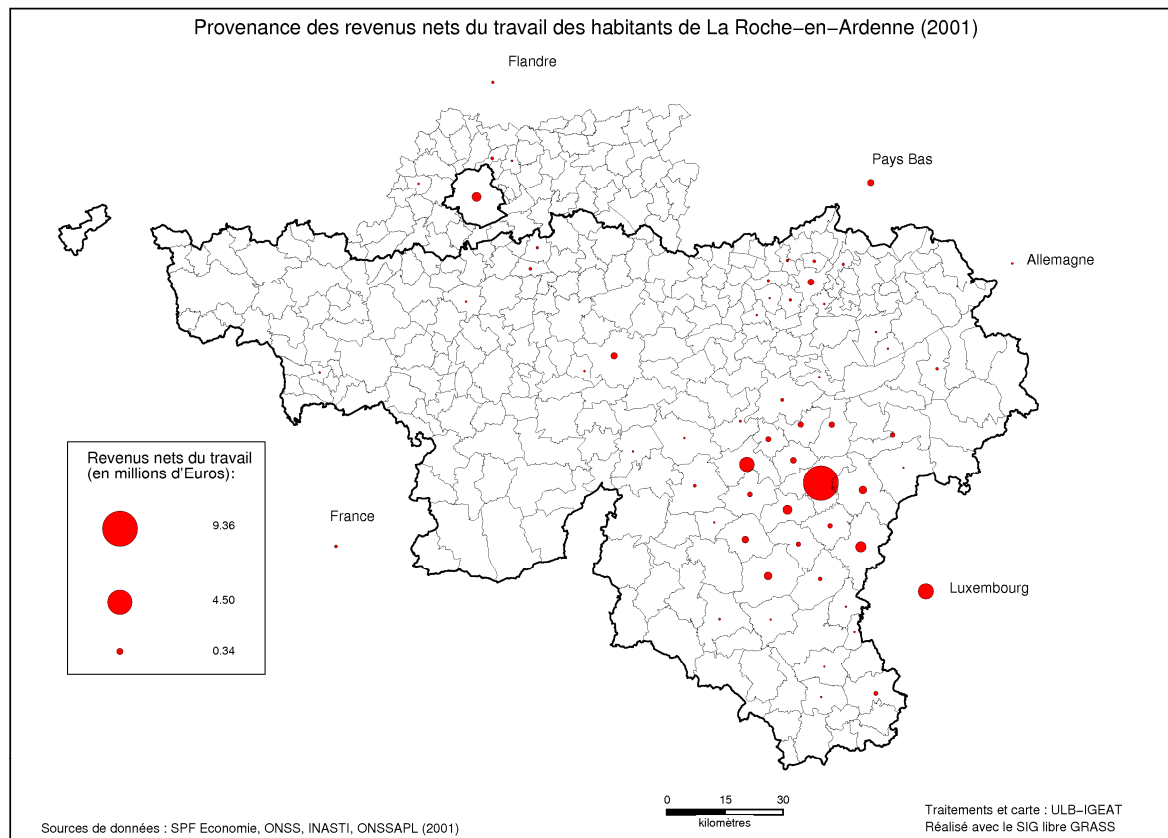 Provenance des revenus nets du travail des habitants de La Roche−en−Ardenne (2001)
Flandre
Pays Bas
Allemagne
Revenus nets du travail
(en millions d'Euros):
9.36
4.50
0.34
France
Luxembourg
0 15 30
kilomètres
Sources de données : SPF Economie, ONSS, INASTI, ONSSAPL (2001)
Traitements et carte : ULB−IGEAT
Réalisé avec le SIG libre GRASS